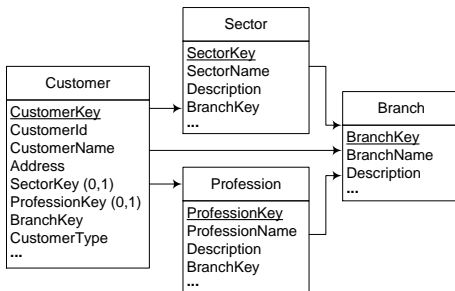 Customer
CustomerKey
CustomerId
CustomerName
Address
SectorKey (0,1)
ProfessionKey (0,1)
BranchKey
CustomerType
...
Sector
SectorKey
SectorName
Description
BranchKey
...
Profession
ProfessionKey
ProfessionName
Description
BranchKey
...
Branch
BranchKey
BranchName
Description
...